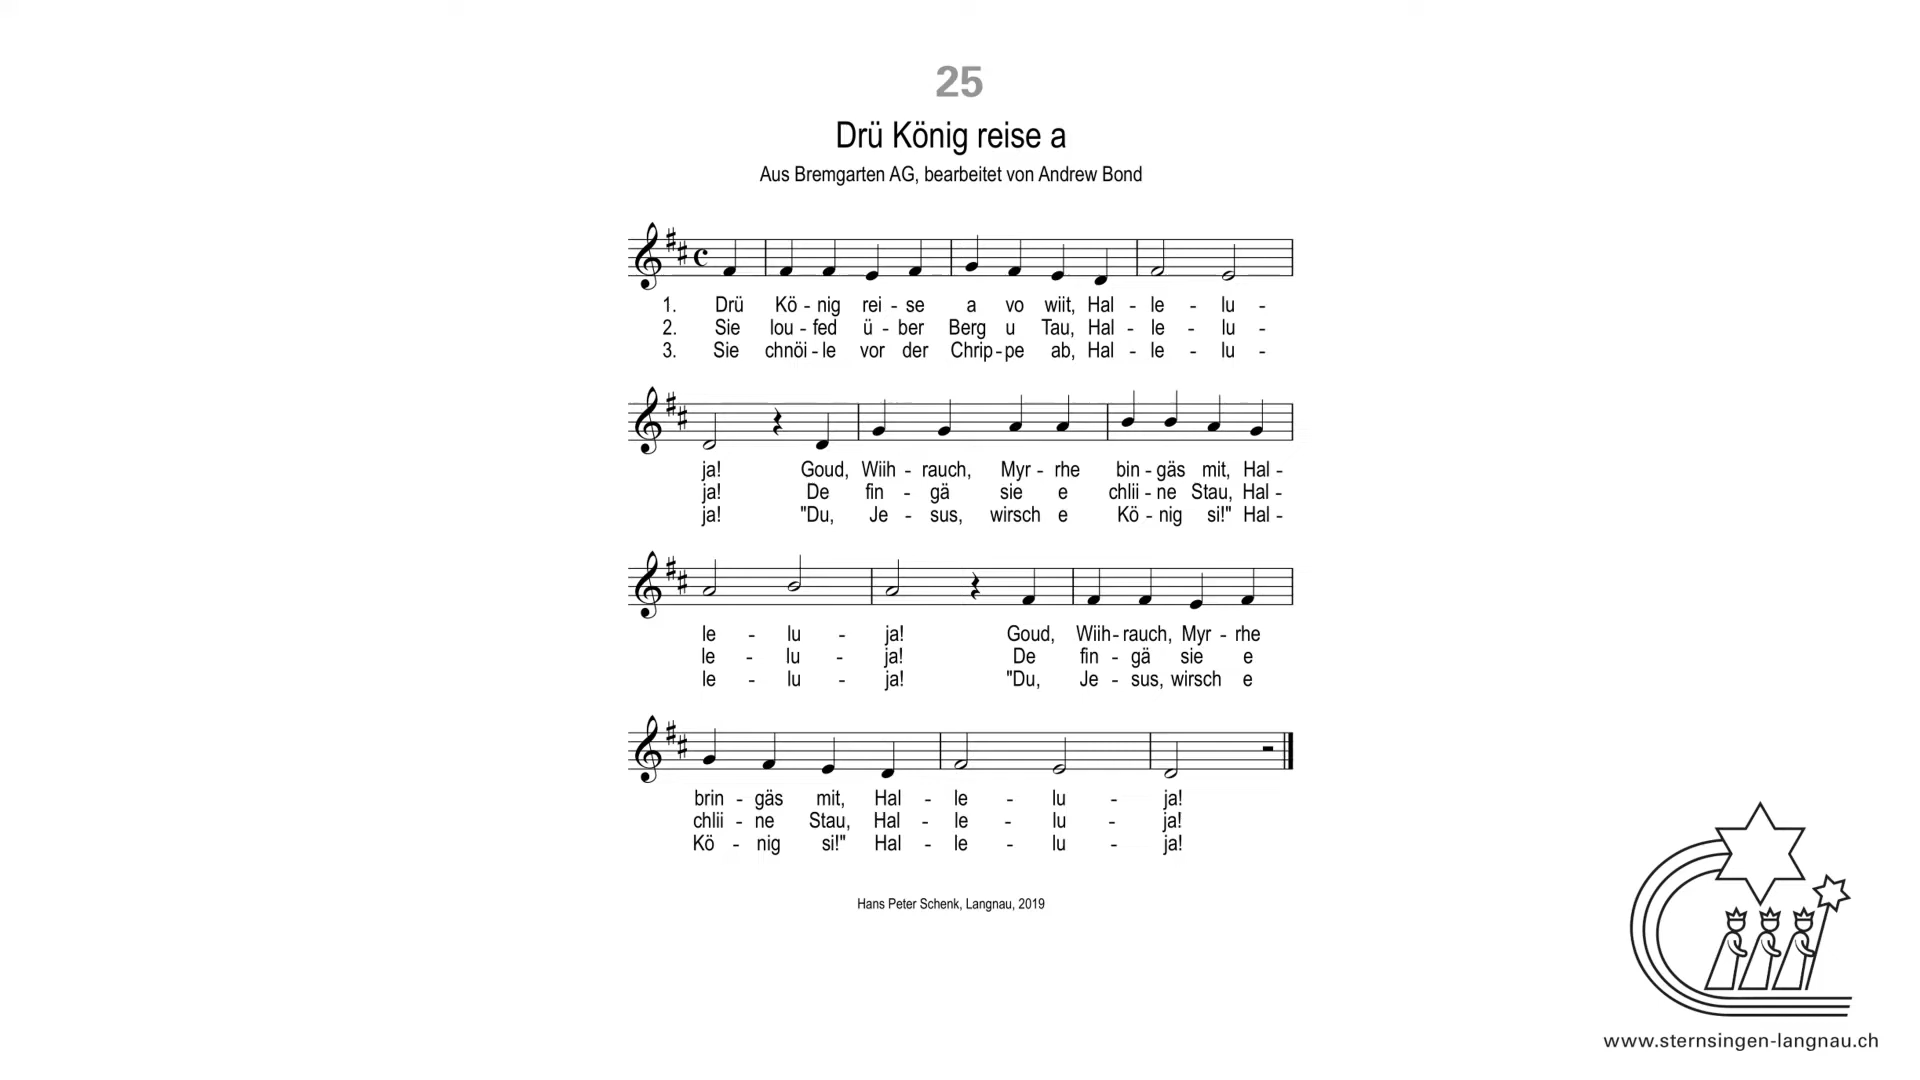 25
Drü König reise a
Aus Bremgarten AG, bearbeitet von Andrew Bond
1. Drü Kö - nig rei - se a vo wiit, Hal - le - lu -
2. Sie lou - fed ü - ber Berg u Tau, Hal - le - lu -
3. Sie chnöi - le vor der Chrip - pe ab, Hal - le - lu -
ja! Goud, Wiih - rauch, Myr - rhe bin - gäs mit, Hal -
ja! De fin - gä sie e chlii - ne Stau, Hal -
ja! "Du, Je - sus, wirsch e Kö - nig si!" Hal -
le - lu - ja! Goud, Wiih - rauch, Myr - rhe
le - lu - ja! De fin - gä sie e
le - lu - ja! "Du, Je - sus, wirsch e
brin - gäs mit, Hal - le - lu - ja!
chlii - ne Stau, Hal - le - lu - ja!
Kö - nig si!" Hal - le - lu - ja!
Hans Peter Schenk, Langnau, 2019
www.sternsingen-langnau.ch